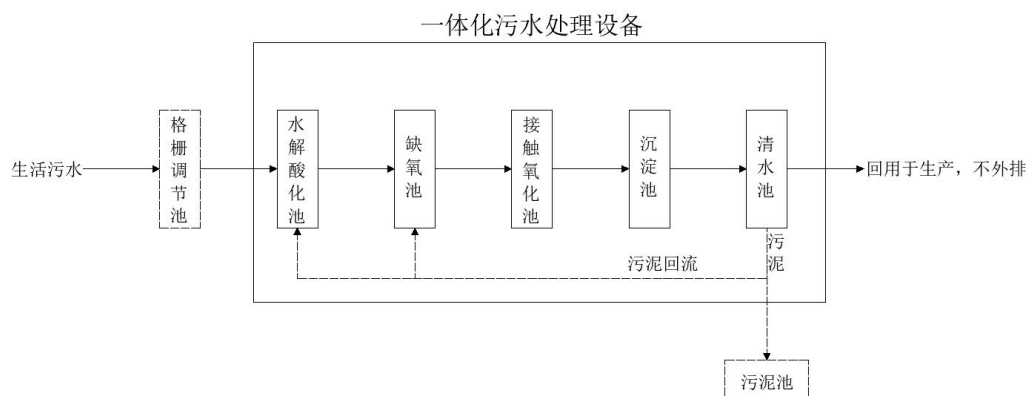 一体化污水处理设备
生活污水
格栅调节池
水解酸化池
缺氧池
接触氧化池
沉淀池
清水池
回用于生产，不外排
污泥
污泥回流
污泥池